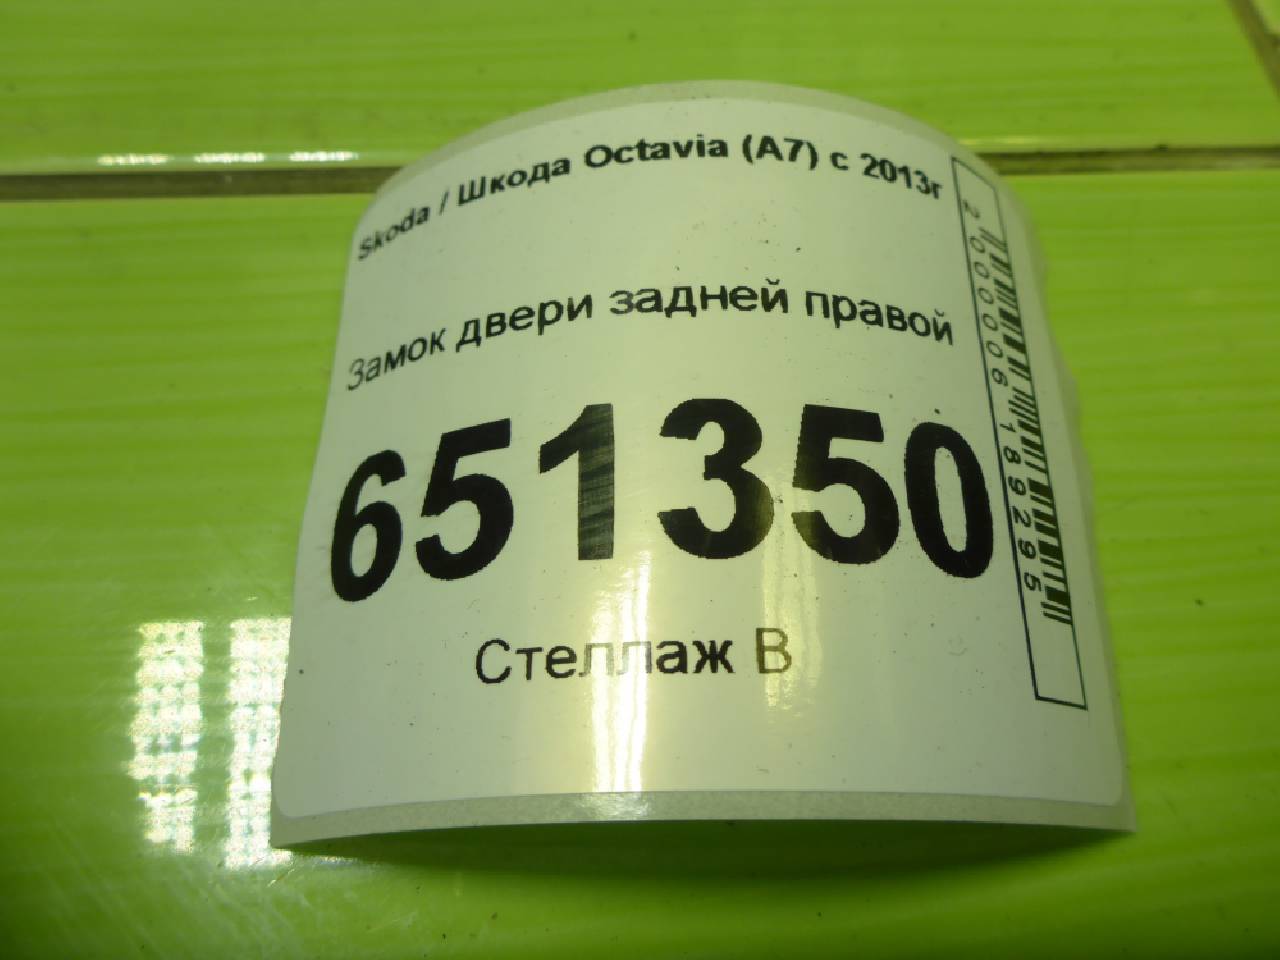 Skoda / Шкода Octavia (A7) с 2013г
Замок двери задней правой
651350
Стеллаж В
2000006189295